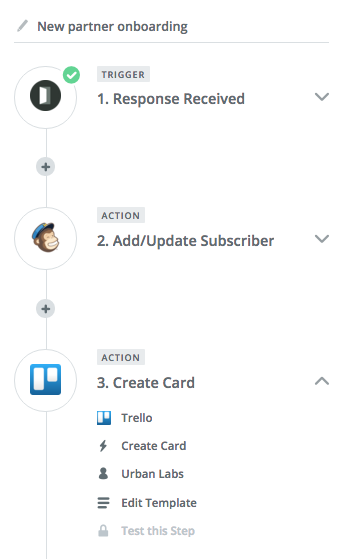 New partner onboarding
TRIGGER
1. Response Received
ACTION
2. Add/Update Subscriber
ACTION
3. Create Card
Trello
Create Card
Urban Labs
Edit Template
Test this Step